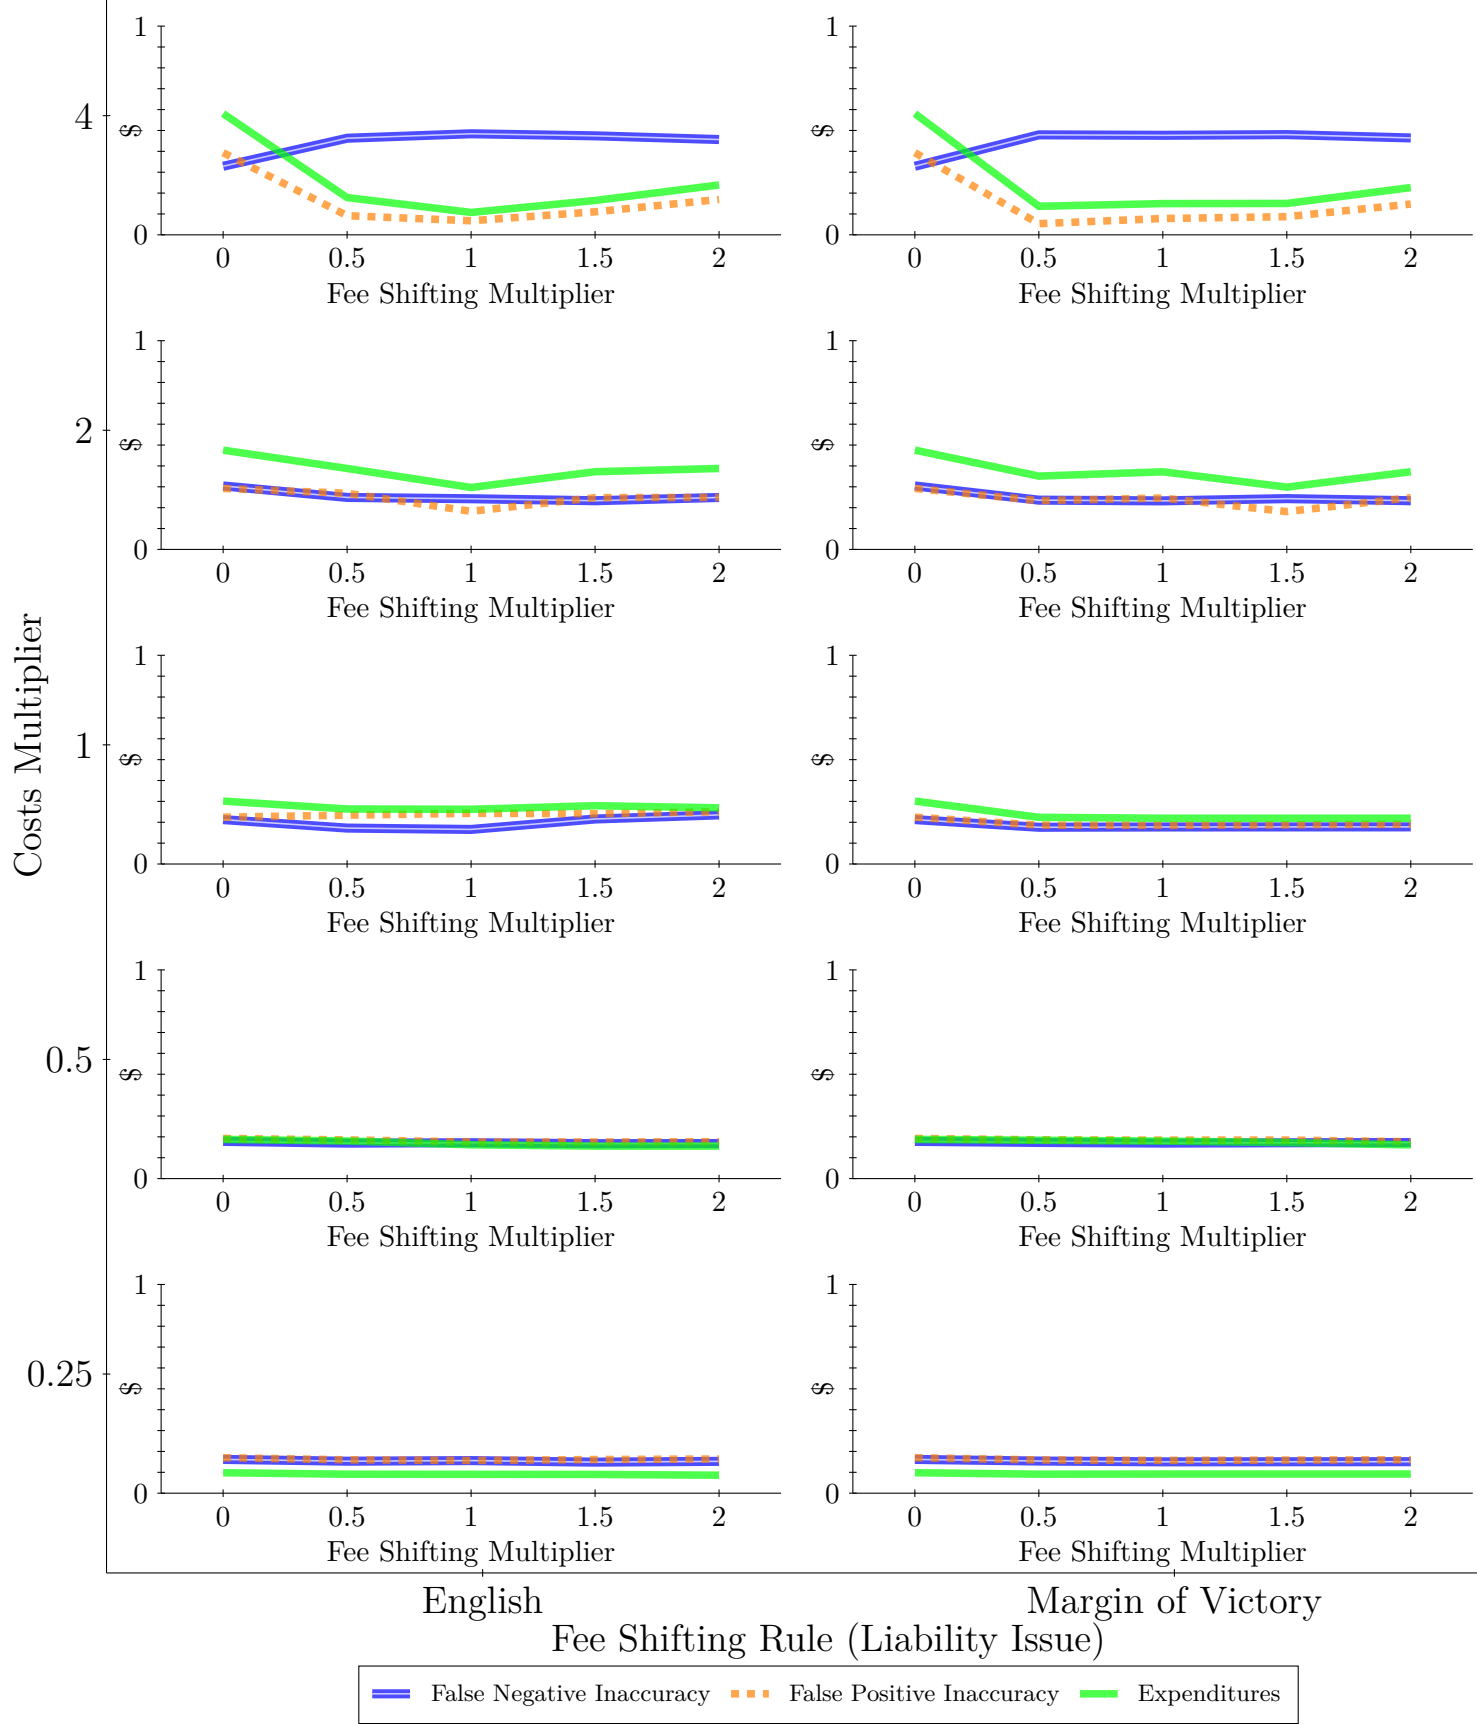 1
$
0
0 0.5 1 1.5 2
Fee Shifting Multiplier
1
$
0
0 0.5 1 1.5 2
Fee Shifting Multiplier
1
$
0
0 0.5 1 1.5 2
Fee Shifting Multiplier
1
$
0
0 0.5 1 1.5 2
Fee Shifting Multiplier
1
$
0
0 0.5 1 1.5 2
Fee Shifting Multiplier
1
$
0
0 0.5 1 1.5 2
Fee Shifting Multiplier
1
$
0
0 0.5 1 1.5 2
Fee Shifting Multiplier
1
$
0
0 0.5 1 1.5 2
Fee Shifting Multiplier
1
$
0
0 0.5 1 1.5 2
Fee Shifting Multiplier
1
$
0
0 0.5 1 1.5 2
Fee Shifting Multiplier
4
2
1
0.5
0.25
Costs Multiplier
English
Margin of Victory
Fee Shifting Rule (Liability Issue)
False Negative Inaccuracy
False Positive Inaccuracy
Expenditures